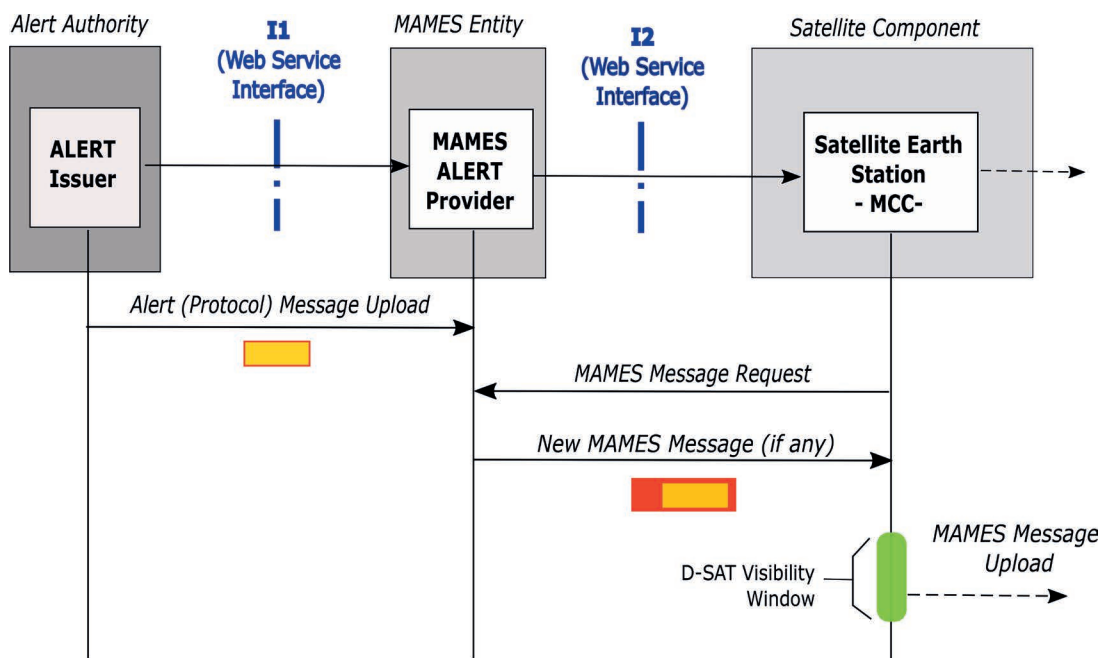 Alert Authority
I1
(Web Service
Interface)
MAMES Entity
I2
(Web Service
Interface)
Satellite Component
ALERT
Issuer
MAMES
ALERT
Provider
Satellite Earth
Station
- MCC-
Alert (Protocol) Message Upload
MAMES Message Request
New MAMES Message (if any)
D-SAT Visibility
Window
MAMES Message
Upload